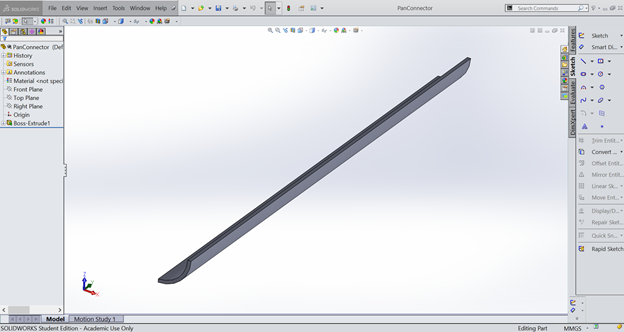 SOLIDWORKS File Edit View Insert Tools Window Help PanConnector Search Commands
PanConnector (Def
History
Sensors
Annotations
Material <not speci
Front Plane
Top Plane
Right Plane
Origin
Boss-Extrude1
Features
Sketch
Evaluate
DimXpert
Sketch
Smart Di...
Trim Entit...
Convert ...
Offset Entit...
Mirror Entit...
Linear Sk...
Move Ent...
Display/D...
Repair Sket...
Quick Sn...
Rapid Sketch
Model Motion Study 1
SOLIDWORKS Student Edition - Academic Use Only Editing Part MMGS